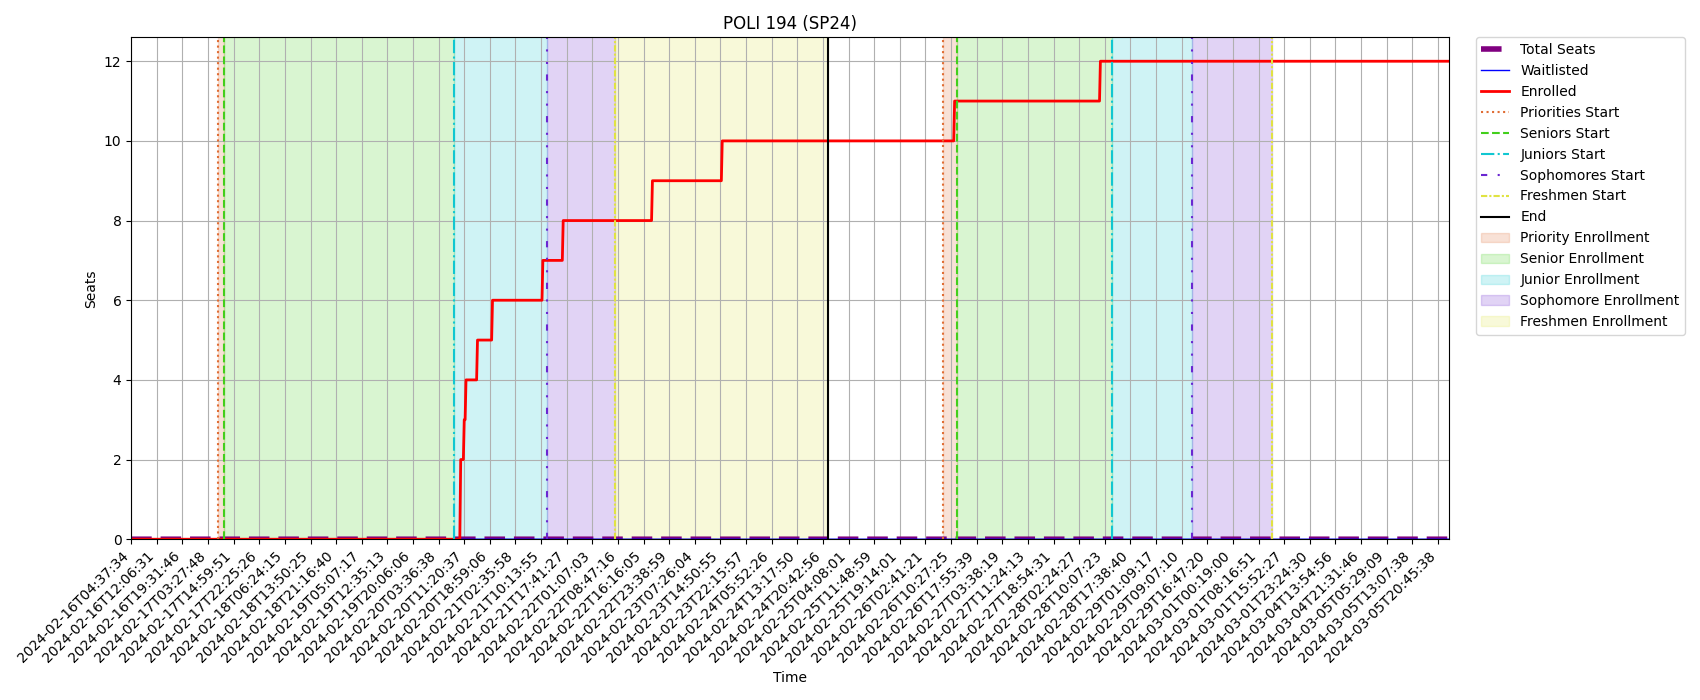 POLI 194 (SP24)
Seats
12
10
8
6
4
2
0
2024-02-16T04:37:34
2024-02-16T12:06:31
2024-02-16T19:31:46
2024-02-17T03:27:48
2024-02-17T14:59:51
2024-02-17T22:25:26
2024-02-18T06:24:15
2024-02-18T13:50:25
2024-02-18T21:16:40
2024-02-19T05:07:17
2024-02-19T12:35:13
2024-02-19T20:06:06
2024-02-20T03:36:38
2024-02-20T11:20:37
2024-02-20T18:59:06
2024-02-21T02:35:58
2024-02-21T10:13:55
2024-02-21T17:41:27
2024-02-22T01:07:03
2024-02-22T08:47:16
2024-02-22T16:16:05
2024-02-22T23:38:59
2024-02-23T07:26:04
2024-02-23T14:50:55
2024-02-23T22:15:57
2024-02-24T05:52:26
2024-02-24T13:17:50
2024-02-24T20:42:56
2024-02-25T04:08:01
2024-02-25T11:48:59
2024-02-25T19:14:01
2024-02-26T02:41:21
2024-02-26T10:27:25
2024-02-26T17:55:39
2024-02-27T03:38:19
2024-02-27T11:24:13
2024-02-27T18:54:31
2024-02-28T02:24:27
2024-02-28T10:07:23
2024-02-28T17:38:40
2024-02-29T01:09:17
2024-02-29T09:07:10
2024-02-29T16:47:20
2024-03-01T00:19:00
2024-03-01T08:16:51
2024-03-01T15:52:27
2024-03-01T23:24:30
2024-03-04T13:54:56
2024-03-04T21:31:46
2024-03-05T05:29:09
2024-03-05T13:07:38
2024-03-05T20:45:38
Time
Total Seats
Waitlisted
Enrolled
Priorities Start
Seniors Start
Juniors Start
Sophomores Start
Freshmen Start
End
Priority Enrollment
Senior Enrollment
Junior Enrollment
Sophomore Enrollment
Freshmen Enrollment